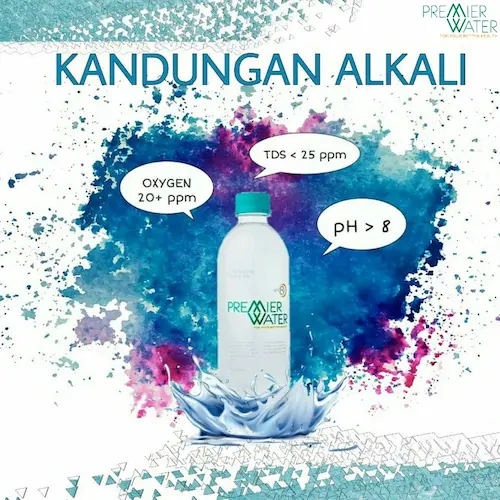 PREMIER
WATER
KANDUNGAN ALKALI
TDS < 25 ppm
OXYGEN
20+ ppm
pH > 8
PREMIER
WATER